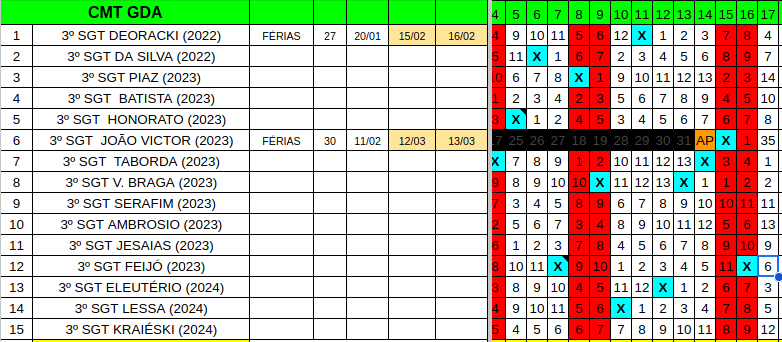 CMT GDA 4 5 6 7 8 9 10 11 12 13 14 15 16 17
1 3º SGT DEORACKI (2022) FÉRIAS 27 20/01 15/02 16/02 4 9 10 11 5 6 12 X 1 2 3 7 8 4
2 3º SGT DA SILVA (2022) 5 11 X 1 6 7 2 3 4 5 6 8 9 7
3 3º SGT PIAZ (2023) 10 6 7 8 X 1 9 10 11 12 13 2 3 14
4 3º SGT BATISTA (2023) 1 2 3 4 2 3 5 6 7 8 9 4 5 10
5 3º SGT HONORATO (2023) 3 X 1 2 4 5 3 4 5 6 7 6 7 8
6 3º SGT JOÃO VICTOR (2023) FÉRIAS 30 11/02 12/03 13/03 17 25 26 27 18 19 28 29 30 31 AP X 1 35
7 3º SGT TABORDA (2023) X 7 8 9 1 2 10 11 12 13 X 3 4 1
8 3º SGT V. BRAGA (2023) 9 8 9 10 10 X 11 12 13 X 1 1 2 2
9 3º SGT SERAFIM (2023) 7 3 4 5 8 9 6 7 8 9 10 10 11 11
10 3º SGT AMBROSIO (2023) 2 5 6 7 3 4 8 9 10 11 12 5 6 13
11 3º SGT JESAIAS (2023) 6 1 2 3 7 8 4 5 6 7 8 9 10 9
12 3º SGT FEIJÓ (2023) 8 10 11 X 9 10 1 2 3 4 5 11 X 6
13 3º SGT ELEUTÉRIO (2024) 3 8 9 10 4 5 11 12 X 1 2 6 7 3
14 3º SGT LESSA (2024) 4 9 10 11 5 6 X 1 2 3 4 7 8 5
15 3º SGT KRAIÉSKI (2024) 5 4 5 6 6 7 7 8 9 10 11 8 9 12